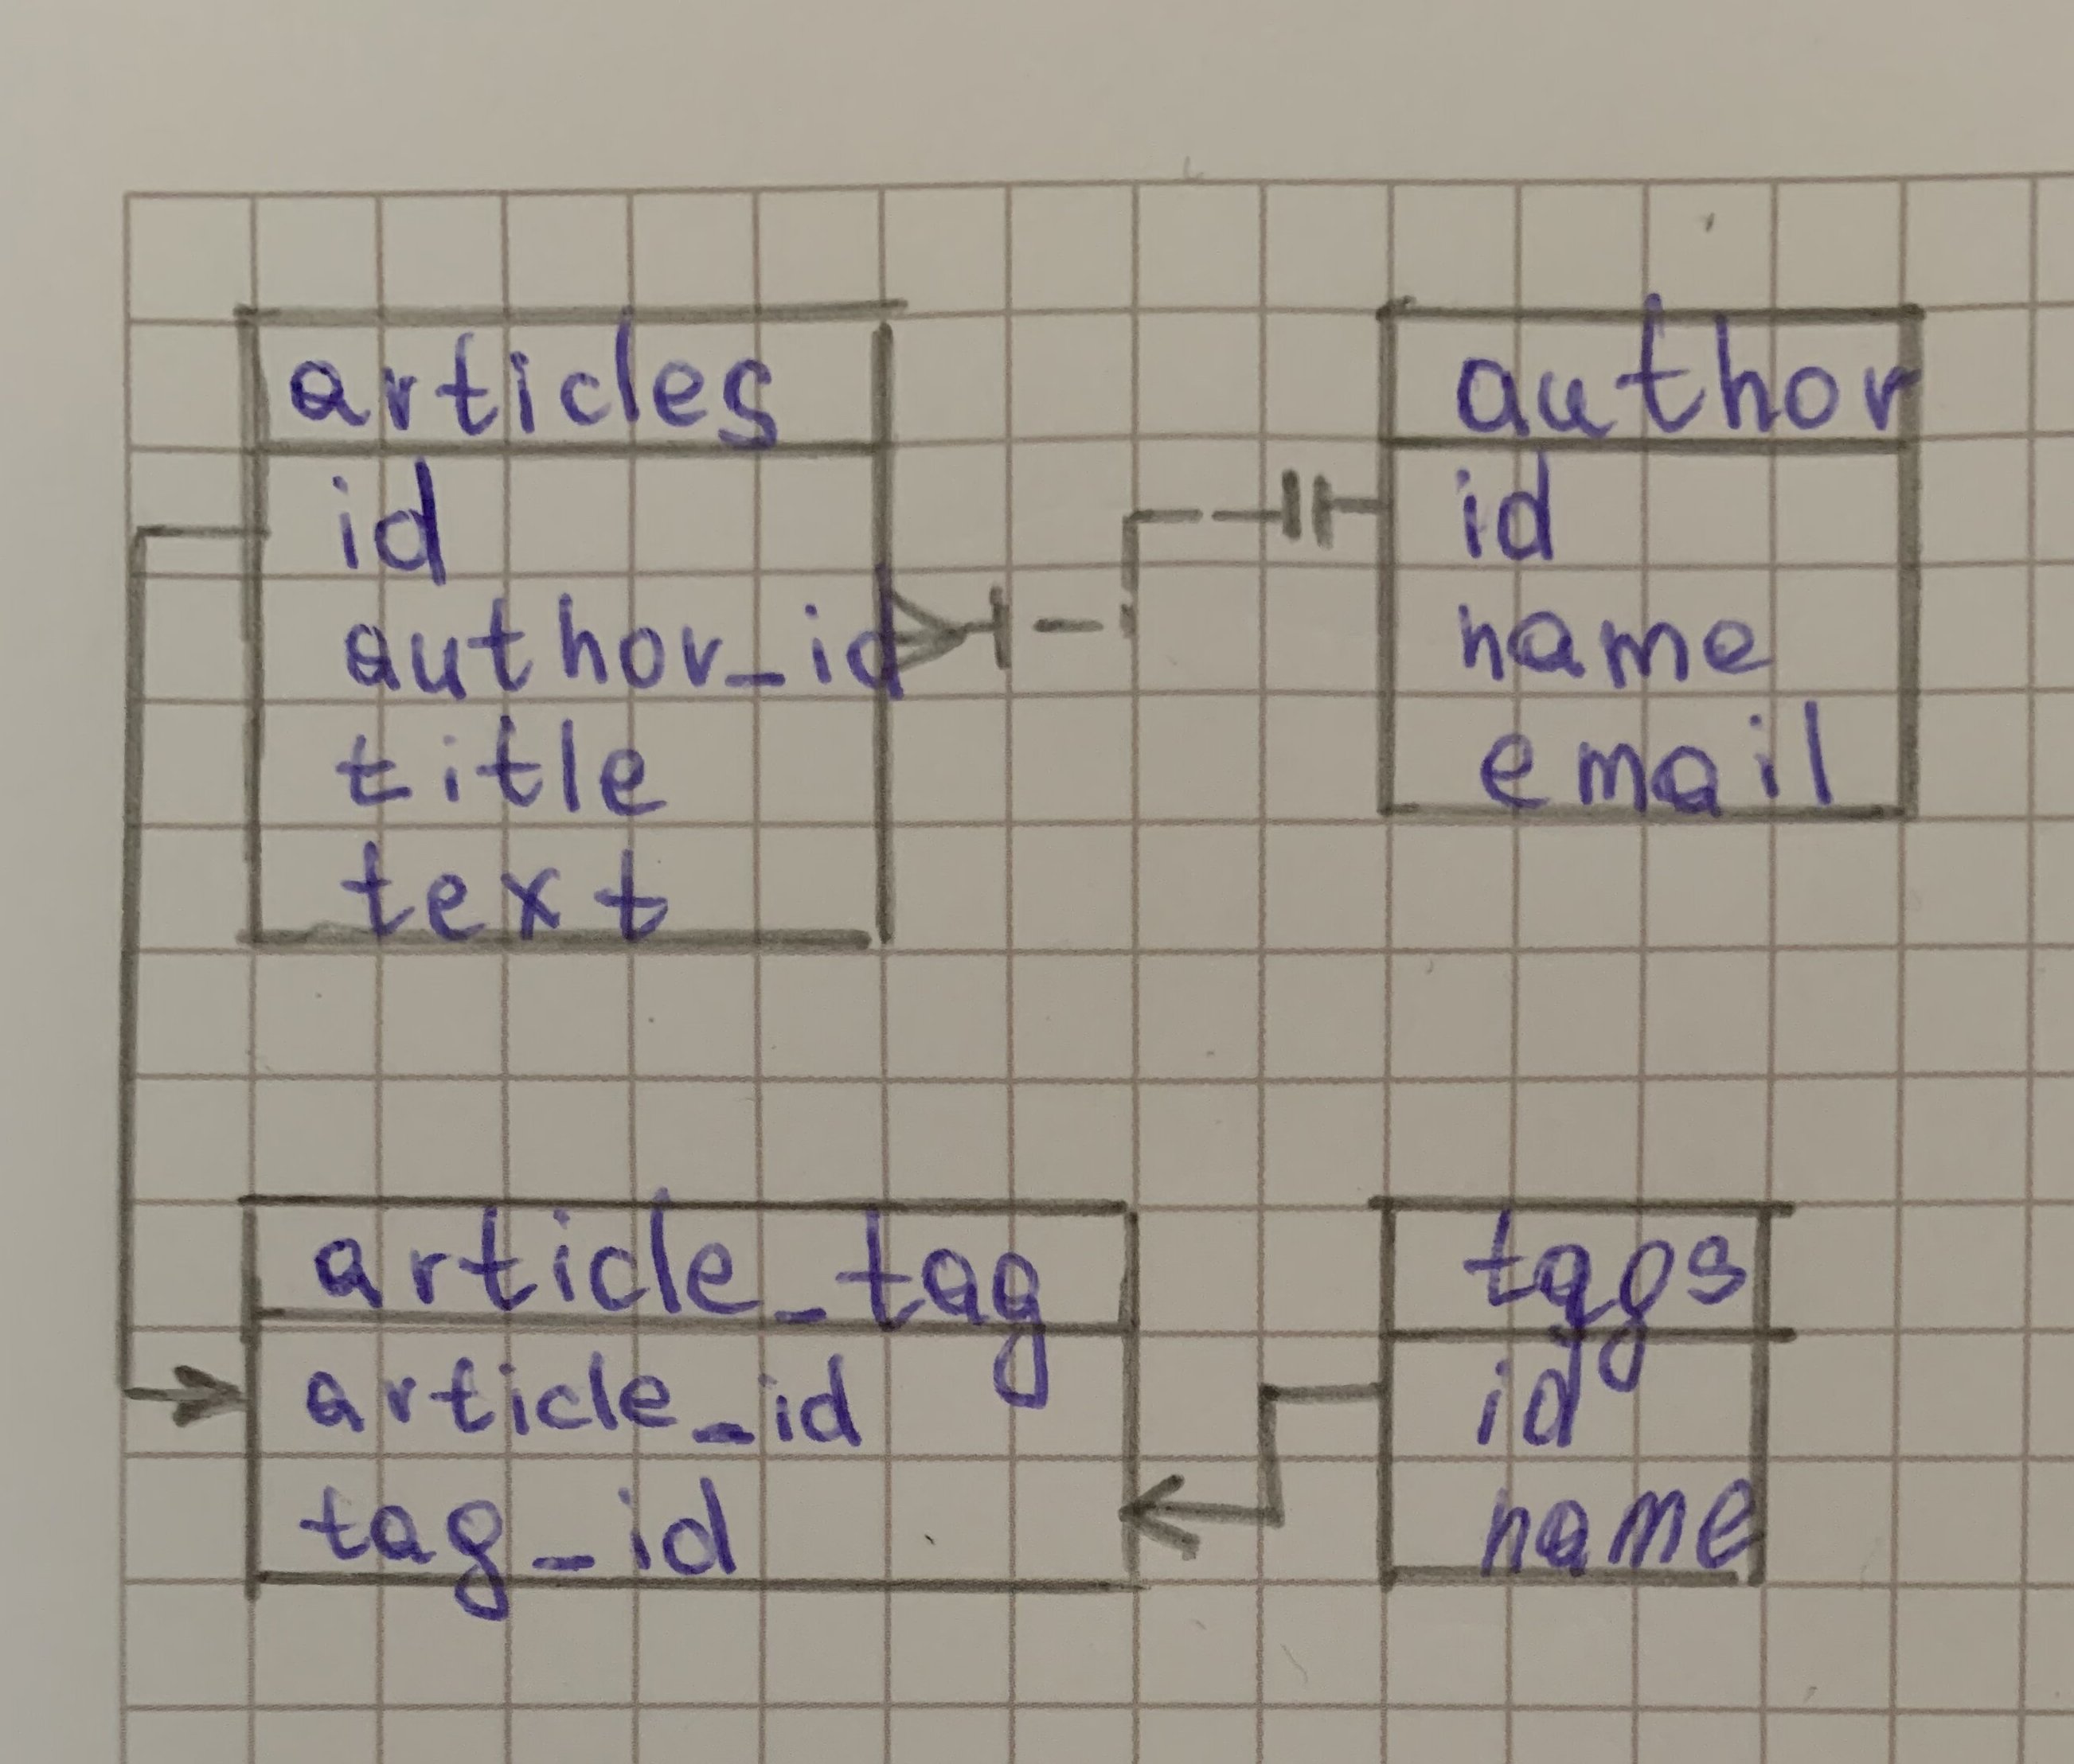 articles
id
author_id
title
text
author
id
name
email
article_tag
article_id
tag_id
tags
id
name